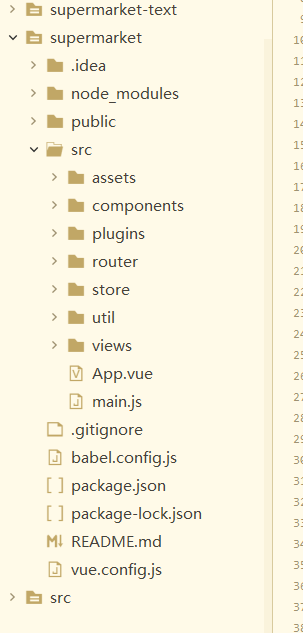 supermarket-text
supermarket
.idea
node_modules
public
src
assets
components
plugins
router
store
util
views
App.vue
main.js
.gitignore
babel.config.js
package.json
package-lock.json
README.md
vue.config.js
src
10
11
12
13
14
15
16
17
18
19
20
21
22
23
24
25
26
27
28
29
30
31
32
33
34
35
36
37
38